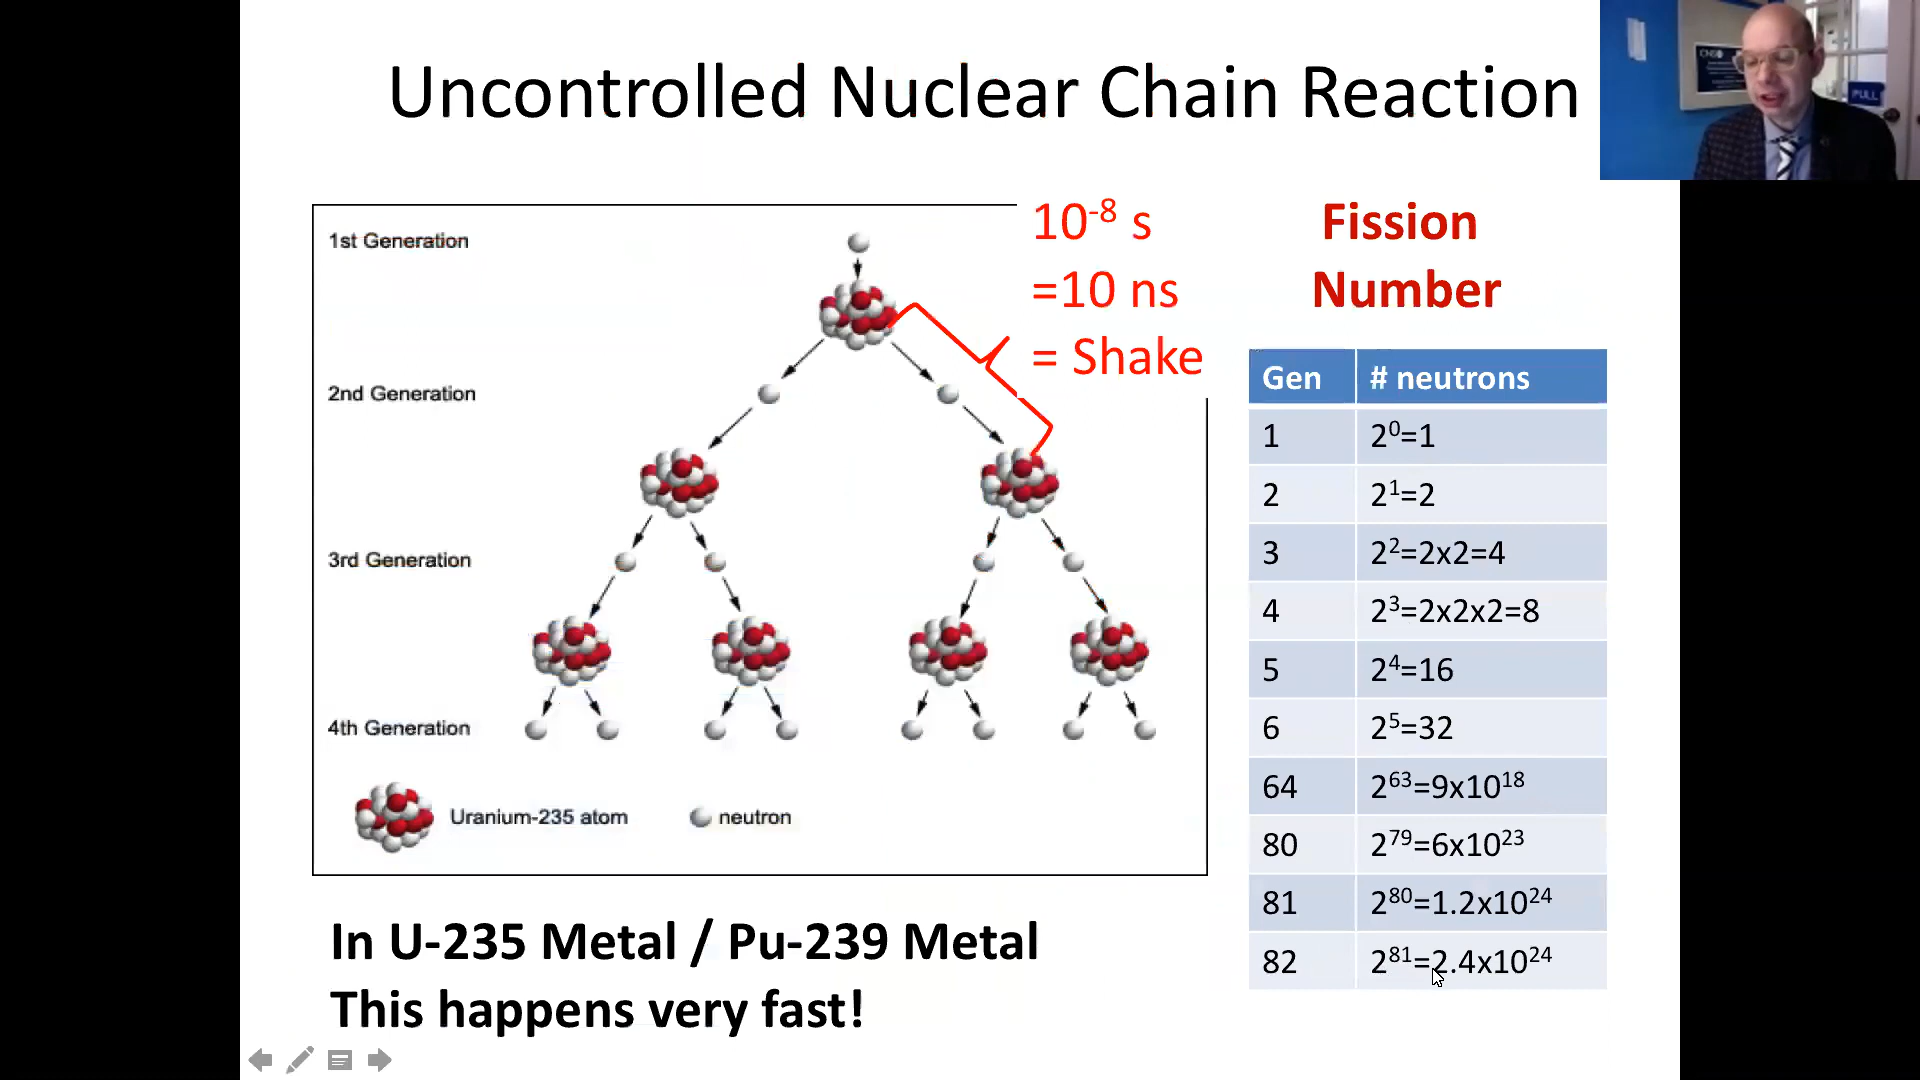 Uncontrolled Nuclear Chain Reaction
PULL
1st Generation
10⁻⁸ s
=10 ns
= Shake
2nd Generation
3rd Generation
4th Generation
Uranium-235 atom
neutron
Fission
Number
Gen # neutrons
1 2⁰=1
2 2¹=2
3 2²=2x2=4
4 2³=2x2x2=8
5 2⁴=16
6 2⁵=32
64 2⁶³=9x10¹⁸
80 2⁷⁹=6x10²³
81 2⁸⁰=1.2x10²⁴
82 2⁸¹=2.4x10²⁴
In U-235 Metal / Pu-239 Metal
This happens very fast!